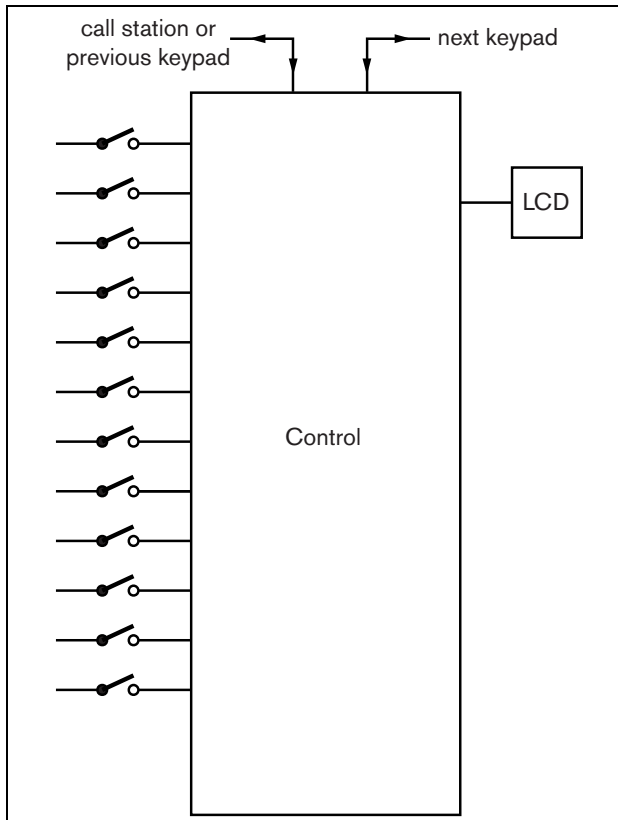 call station or
previous keypad
next keypad
LCD
Control